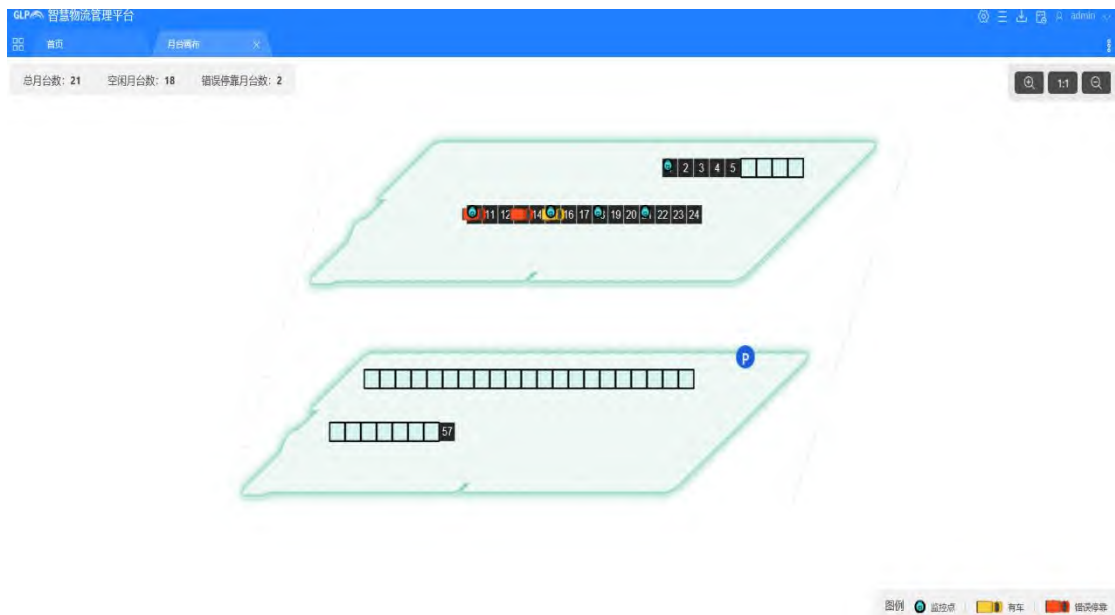 GLP 智慧物流管理平台
admin
首页
月台调布
总月台数: 21 空闲月台数: 18 错误停靠月台数: 2
1:1
2 3 4 5
11 12 14 16 17 19 20 22 23 24
P
57
图例 监控点 有车 错误停靠